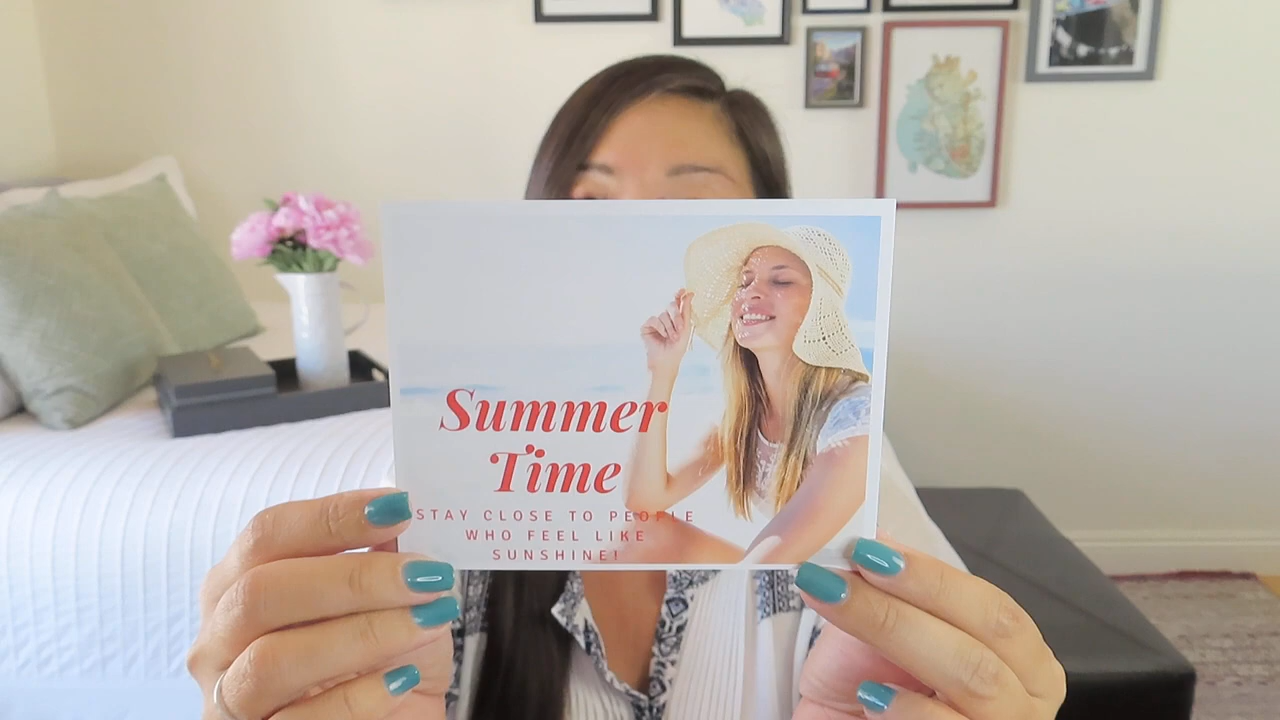 Summer
Time
STAY CLOSE TO PEOPLE
WHO FEEL LIKE
SUNSHINE!